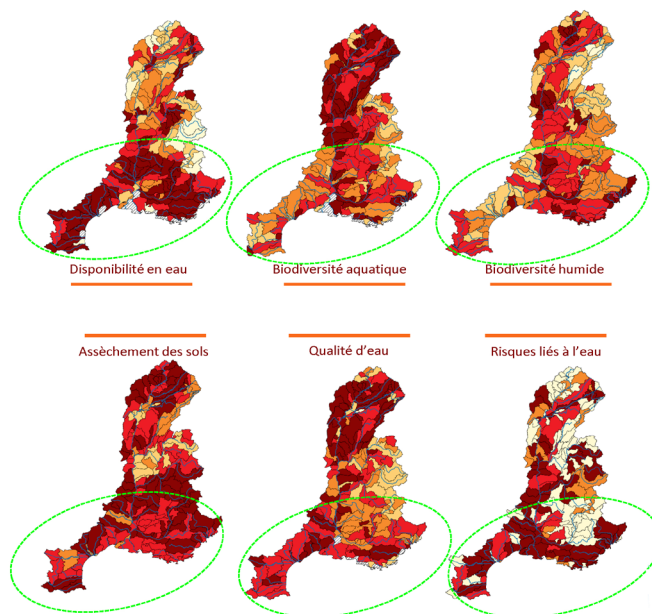 Disponibilité en eau
Biodiversité aquatique
Biodiversité humide
Assèchement des sols
Qualité d'eau
Risques liés à l'eau